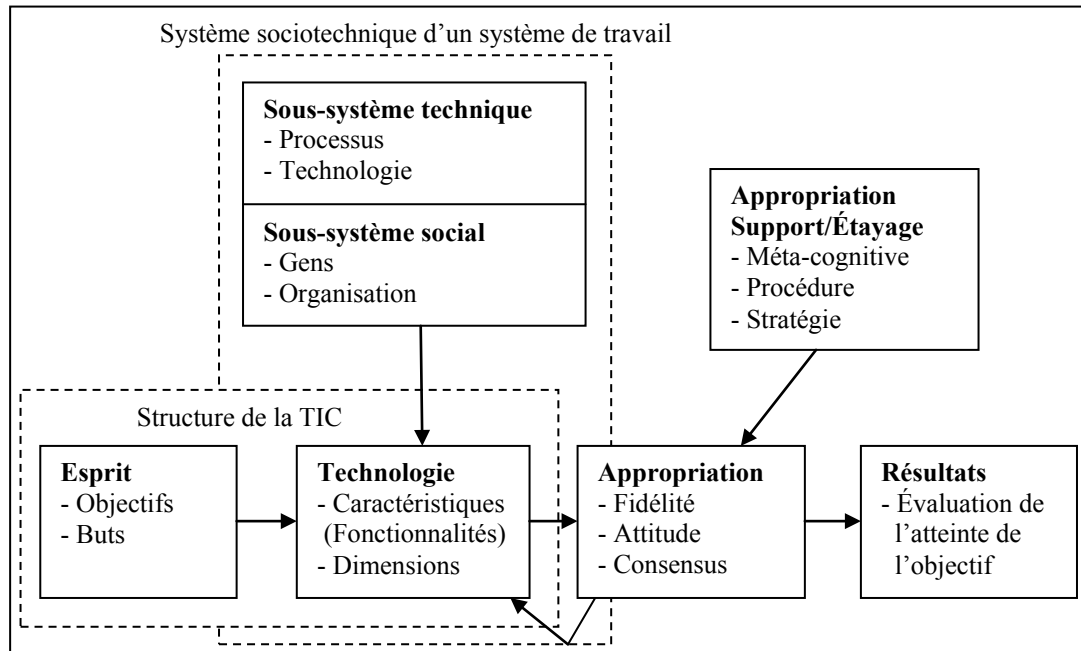 Système sociotechnique d’un système de travail
Sous-système technique
- Processus
- Technologie
Sous-système social
- Gens
- Organisation
Appropriation
Support/Étayage
- Méta-cognitive
- Procédure
- Stratégie
Structure de la TIC
Esprit
- Objectifs
- Buts
Technologie
- Caractéristiques
(Fonctionnalités)
- Dimensions
Appropriation
- Fidélité
- Attitude
- Consensus
Résultats
- Évaluation de
l’atteinte de
l’objectif